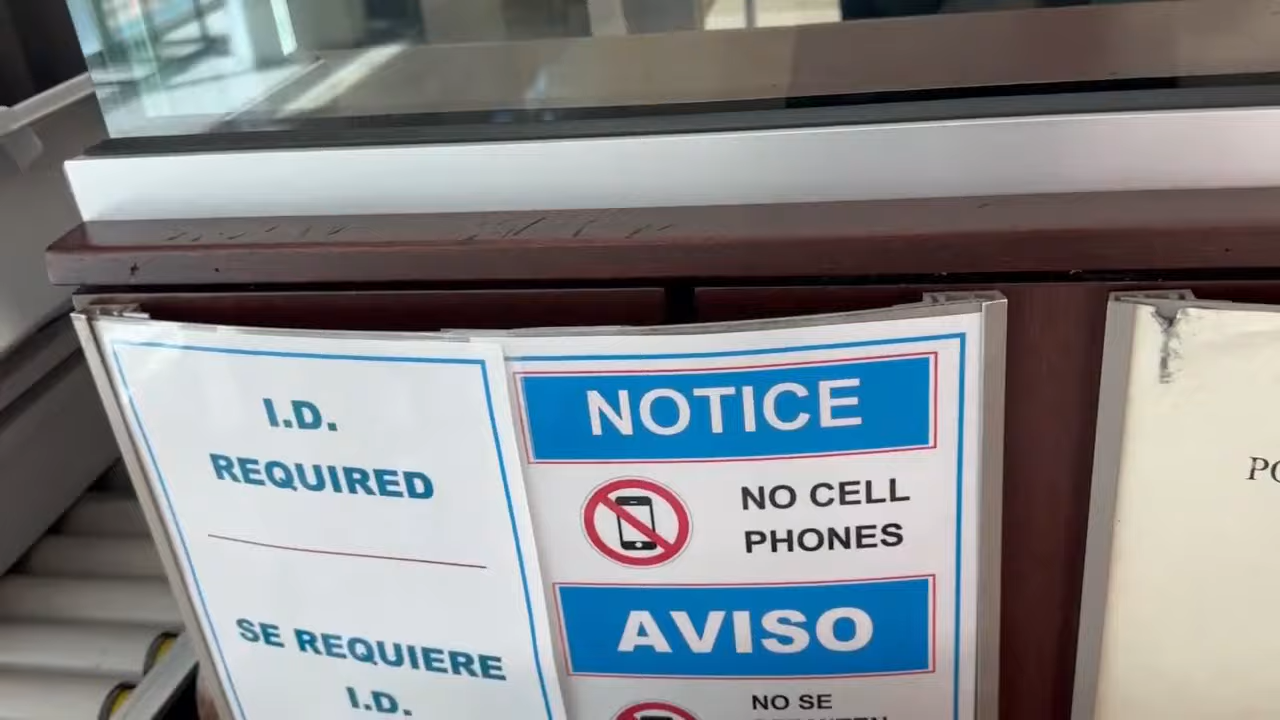 I.D.
REQUIRED
SE REQUIERE
I.D.
NOTICE
NO CELL
PHONES
AVISO
NO SE